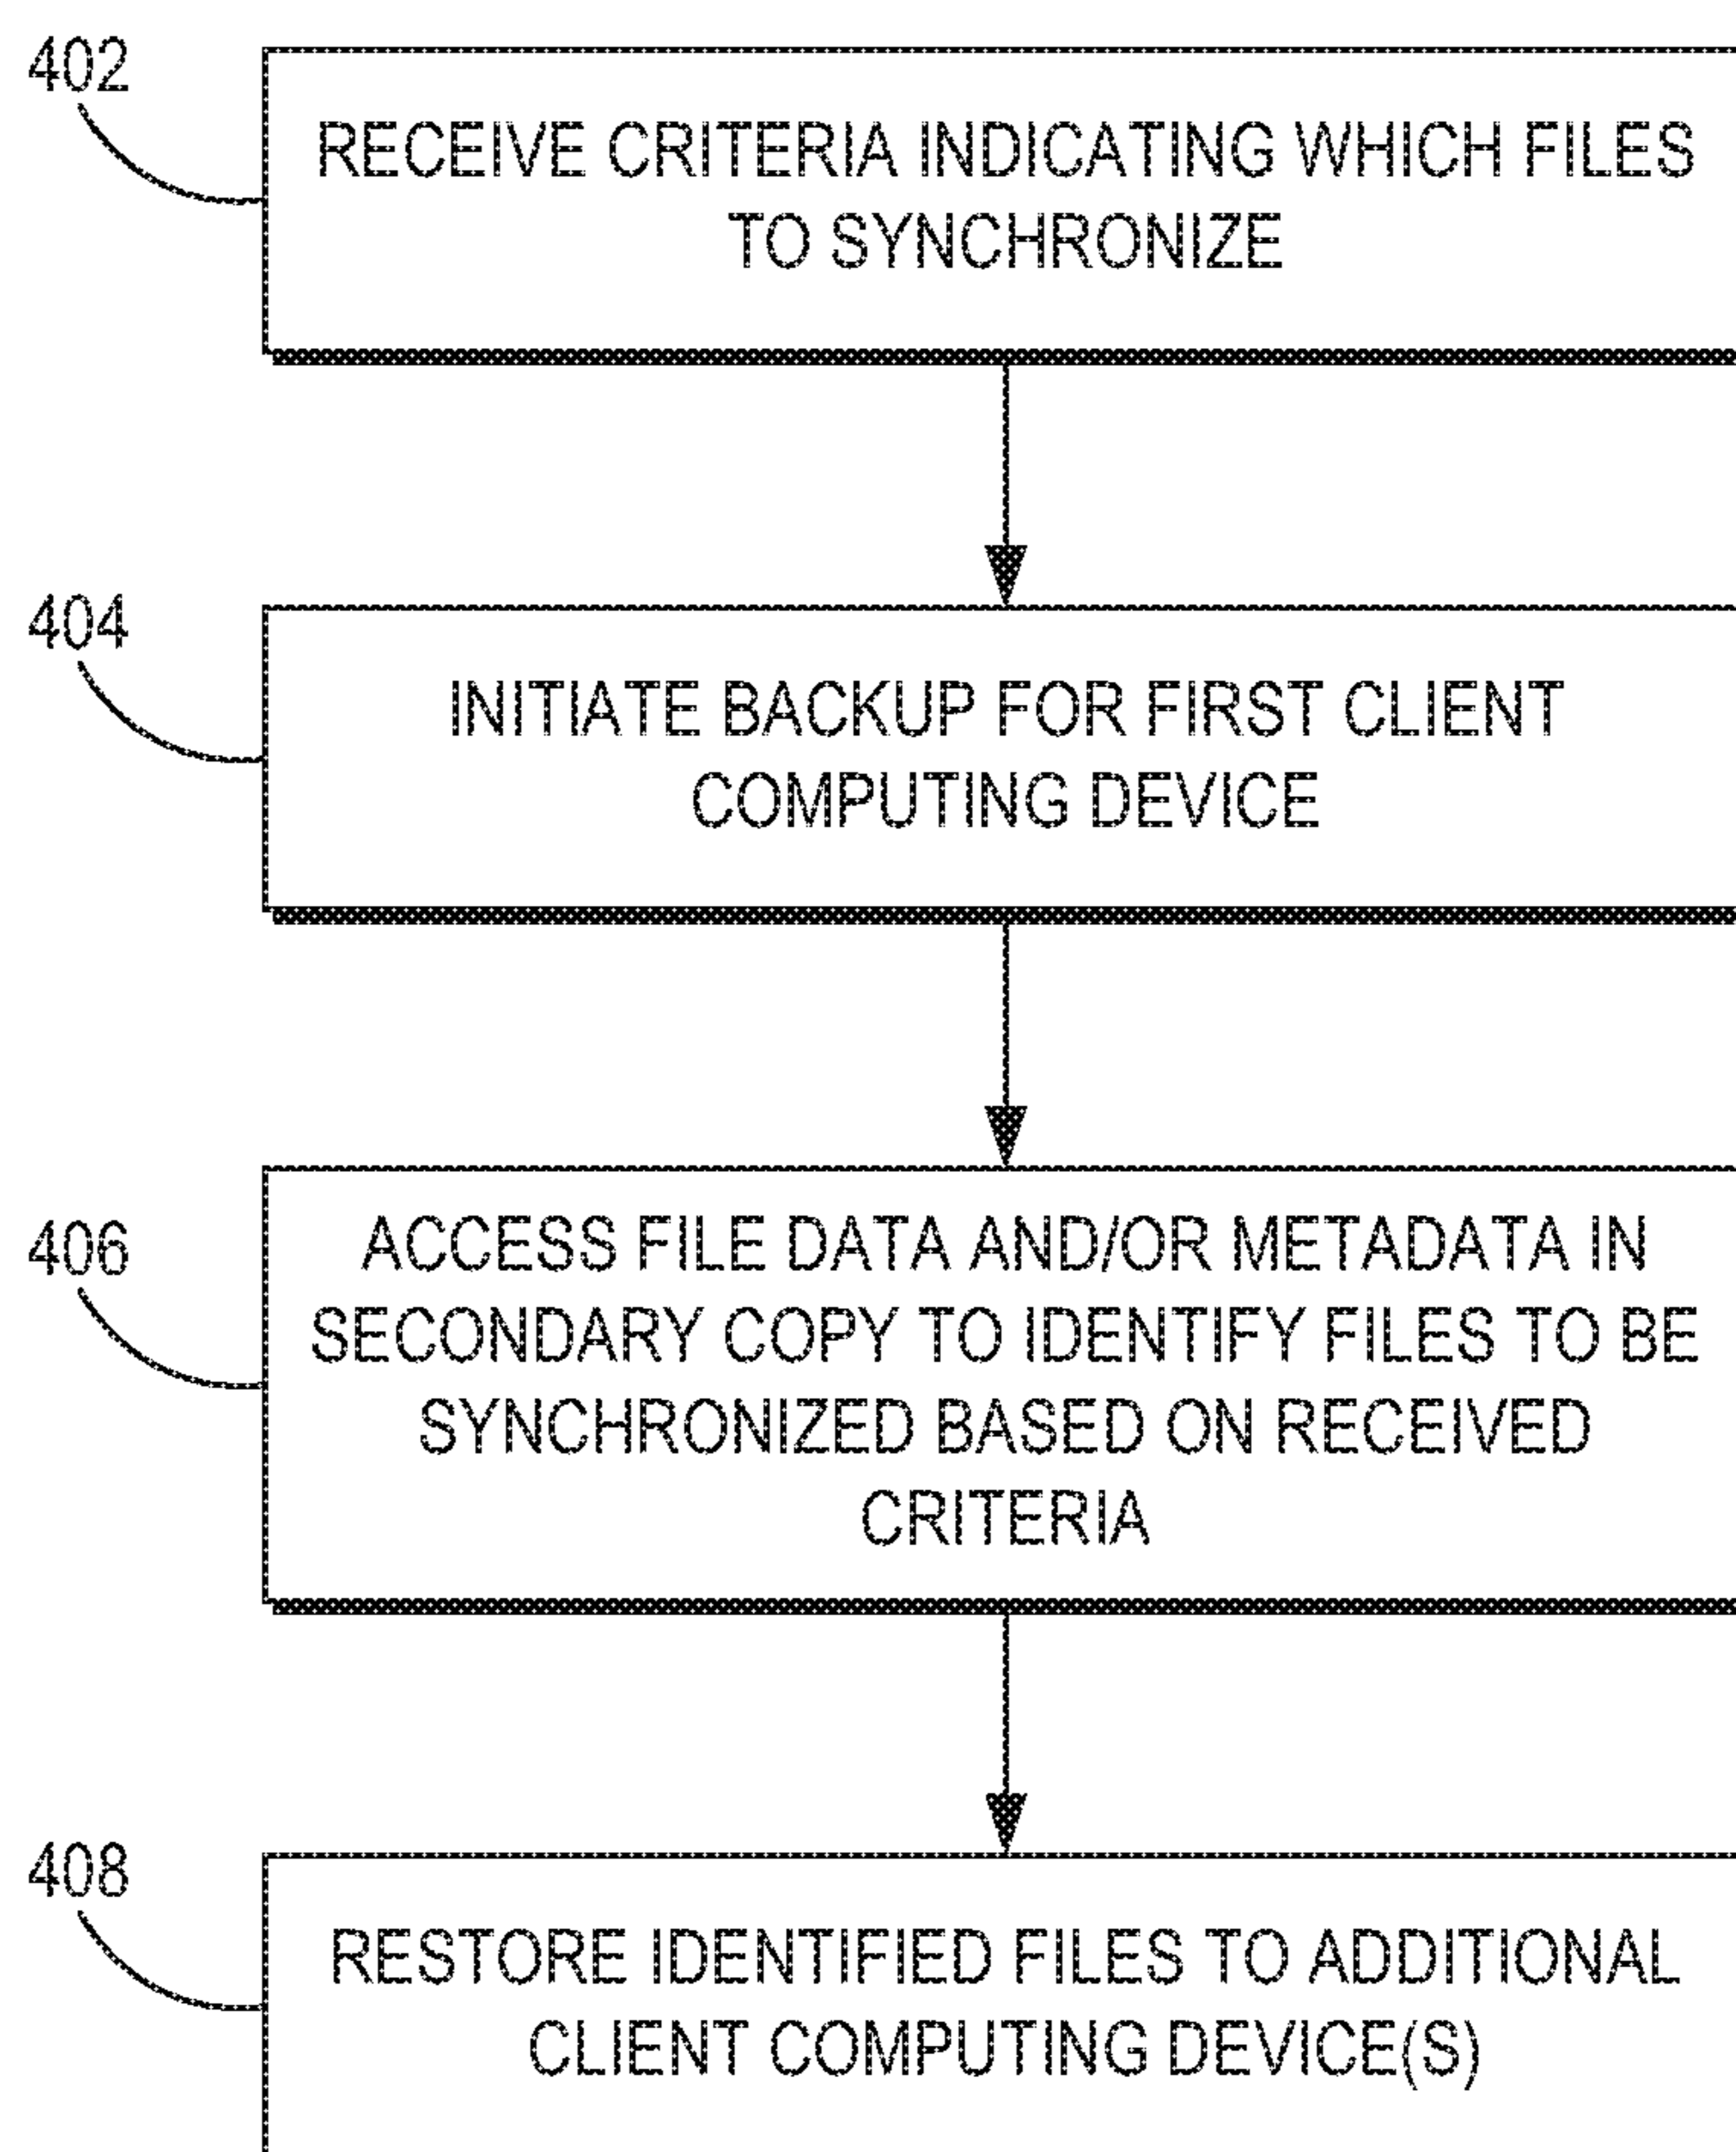 402
RECEIVE CRITERIA INDICATING WHICH FILES
TO SYNCHRONIZE
404
INITIATE BACKUP FOR FIRST CLIENT
COMPUTING DEVICE
406
ACCESS FILE DATA AND/OR METADATA IN
SECONDARY COPY TO IDENTIFY FILES TO BE
SYNCHRONIZED BASED ON RECEIVED
CRITERIA
408
RESTORE IDENTIFIED FILES TO ADDITIONAL
CLIENT COMPUTING DEVICE(S)